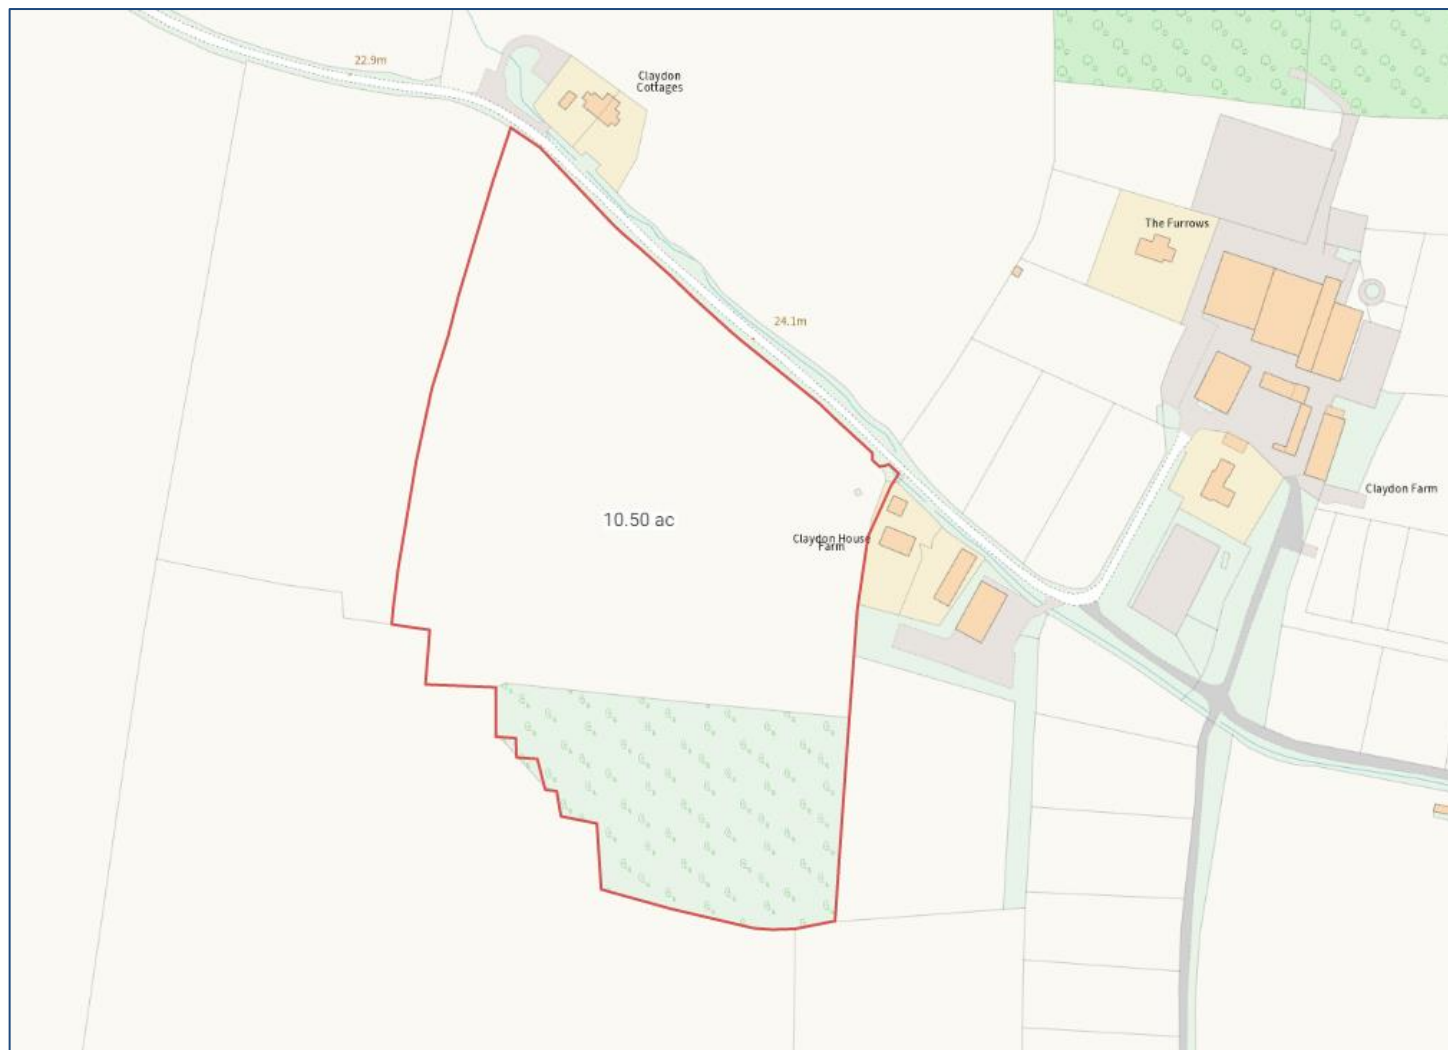 22.9m
Claydon
Cottages
The Furrows
24.1m
Claydon Farm
10.50 ac
Claydon House
Farm